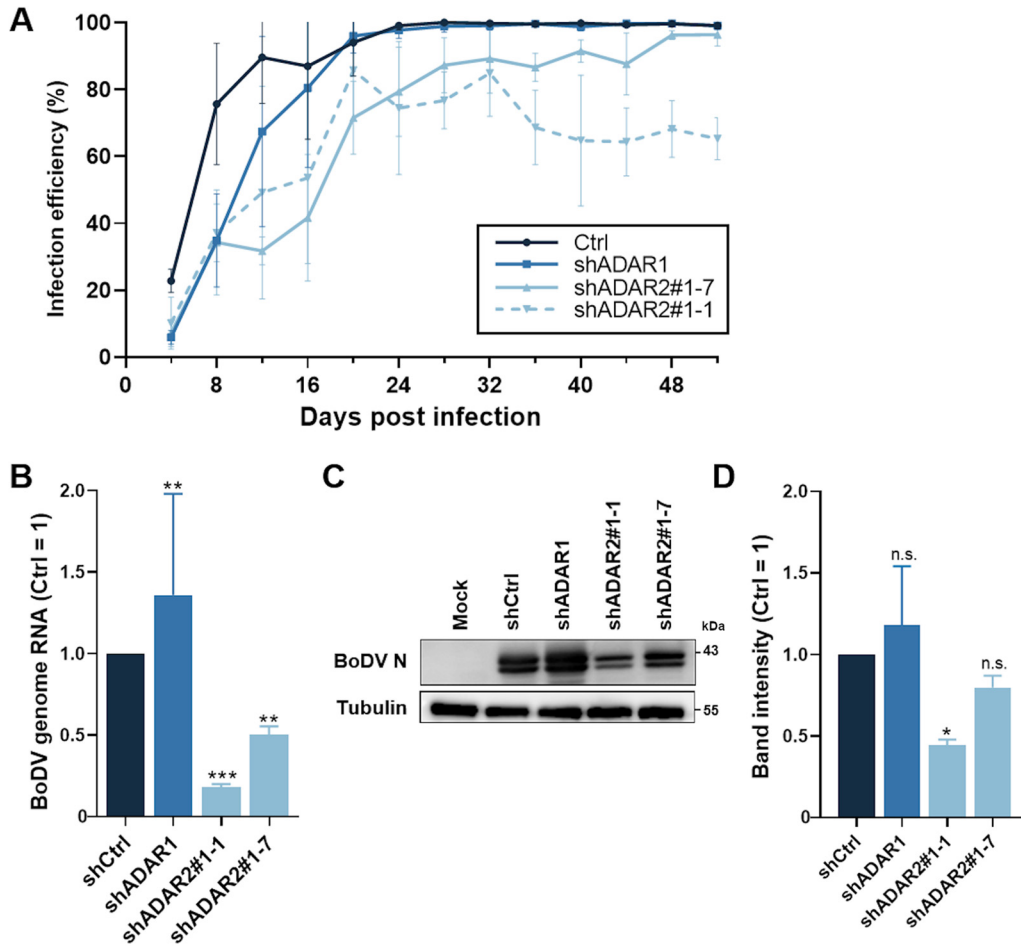 A
Infection efficiency (%)
100
80
60
40
20
0
0 8 16 24 32 40 48
Days post infection
Ctrl
shADAR1
shADAR2#1-7
shADAR2#1-1
B
BoDV genome RNA (Ctrl = 1)
2.0
1.5
1.0
0.5
0
**
***
**
shCtrl
shADAR1
shADAR2#1-1
shADAR2#1-7
C
Mock
shCtrl
shADAR1
shADAR2#1-1
shADAR2#1-7
kDa
BoDV N
43
Tubulin
55
D
Band intensity (Ctrl = 1)
2.0
1.5
1.0
0.5
0
n.s.
*
n.s.
shCtrl
shADAR1
shADAR2#1-1
shADAR2#1-7